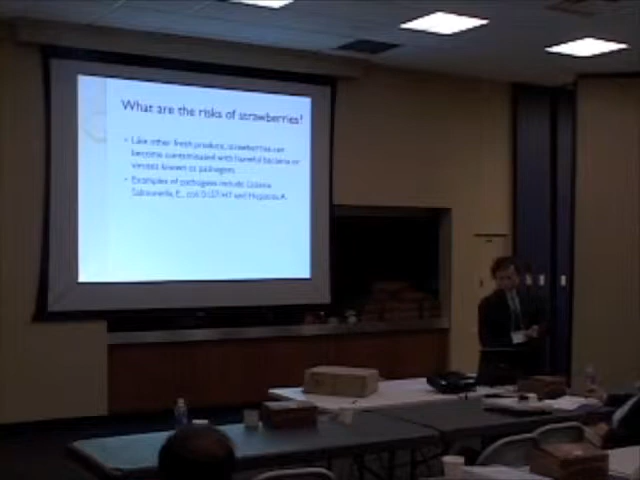 What are the risks of strawberries?
• Like other fresh produce, strawberries can
become contaminated with harmful bacteria or
viruses known as pathogens
• Examples of pathogens include Listeria
Salmonella, E. coli O157:H7 and Hepatitis A